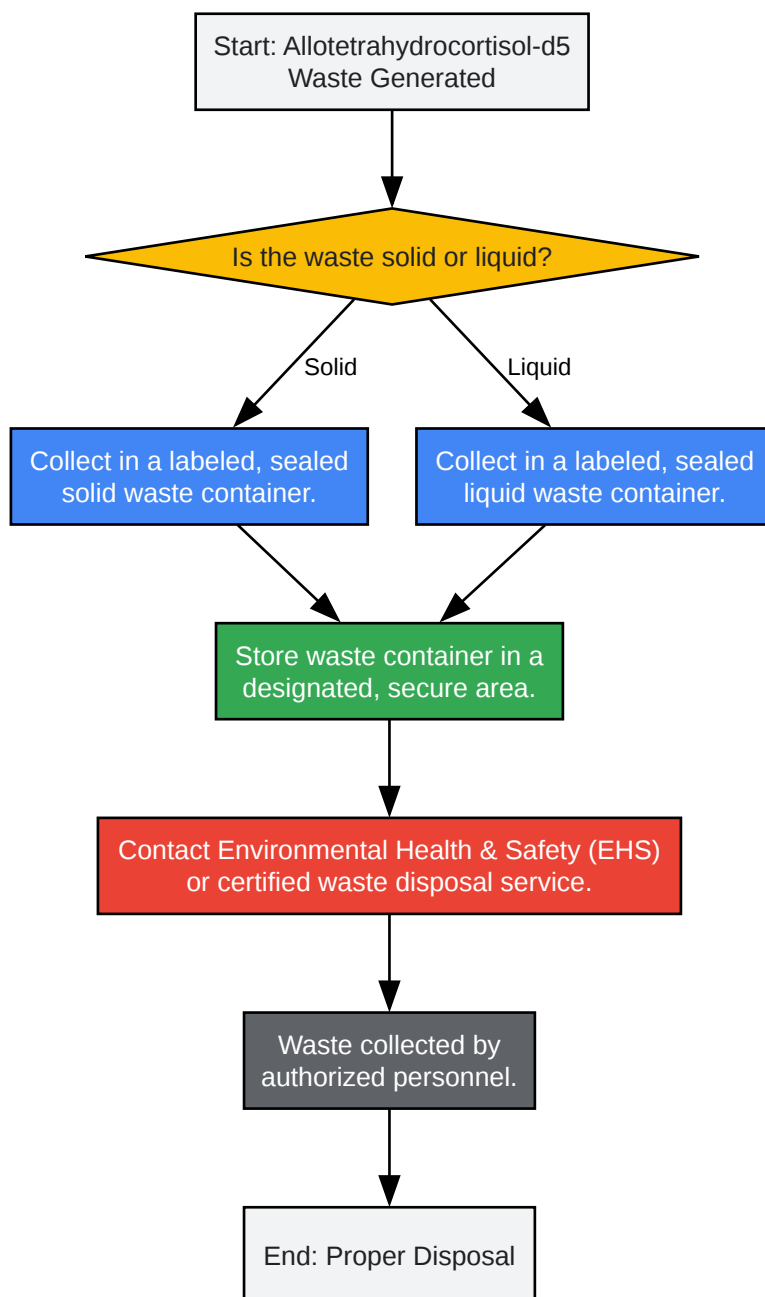 Start: Allotetrahydrocortisol-d5
Waste Generated
Is the waste solid or liquid?
Solid
Liquid
Collect in a labeled, sealed
solid waste container.
Collect in a labeled, sealed
liquid waste container.
Store waste container in a
designated, secure area.
Contact Environmental Health & Safety (EHS)
or certified waste disposal service.
Waste collected by
authorized personnel.
End: Proper Disposal